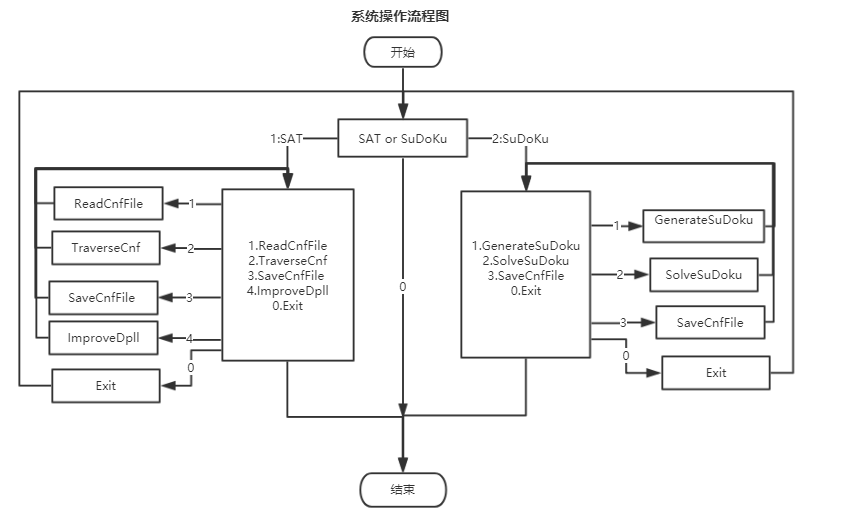 系统操作流程图
开始
SAT or SuDoKu
1:SAT
2:SuDoKu
0
ReadCnfFile
1
TraverseCnf
2
SaveCnfFile
3
ImproveDpll
4
Exit
0
1.ReadCnfFile
2.TraverseCnf
3.SaveCnfFile
4.ImproveDpll
0.Exit
1.GenerateSuDoku
2.SolveSuDoku
3.SaveCnfFile
0.Exit
1
GenerateSuDoku
2
SolveSuDoku
3
SaveCnfFile
0
Exit
结束